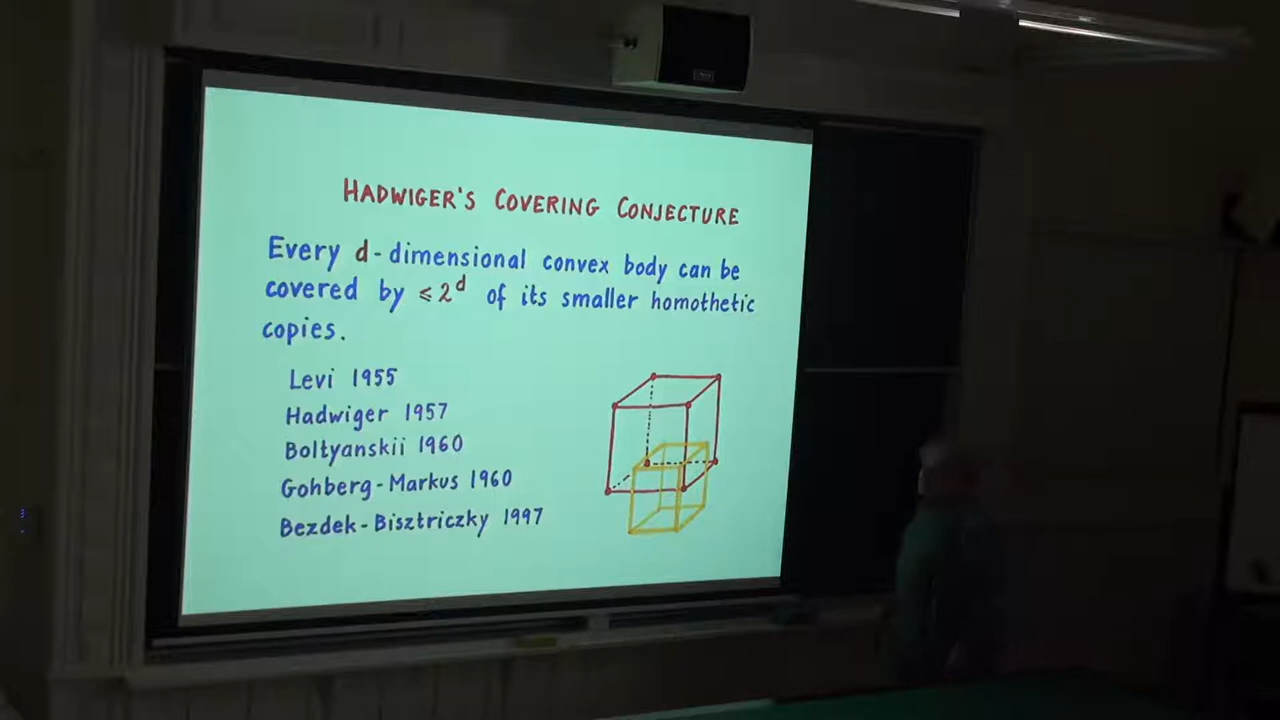 HADWIGER'S COVERING CONJECTURE
Every d-dimensional convex body can be
covered by ⩽2ᵈ of its smaller homothetic
copies.
Levi 1955
Hadwiger 1957
Boltyanskii 1960
Gohberg-Markus 1960
Bezdek-Bisztriczky 1997